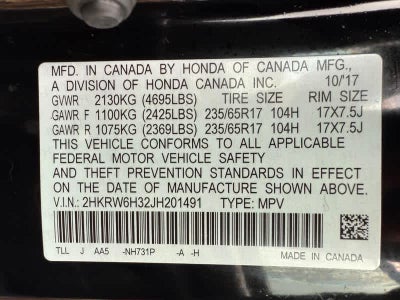 MFD. IN CANADA BY HONDA OF CANADA MFG.,
A DIVISION OF HONDA CANADA INC. 10/'17
GVWR 2130KG (4695LBS) TIRE SIZE RIM SIZE
GAWR F 1100KG (2425LBS) 235/65R17 104H 17X7.5J
GAWR R 1075KG (2369LBS) 235/65R17 104H 17X7.5J
THIS VEHICLE CONFORMS TO ALL APPLICABLE
FEDERAL MOTOR VEHICLE SAFETY
AND THEFT PREVENTION STANDARDS IN EFFECT
ON THE DATE OF MANUFACTURE SHOWN ABOVE.
V.I.N.: 2HKRW6H32JH201491 TYPE: MPV
TLL J AA5 -NH731P -A -H
MADE IN CANADA